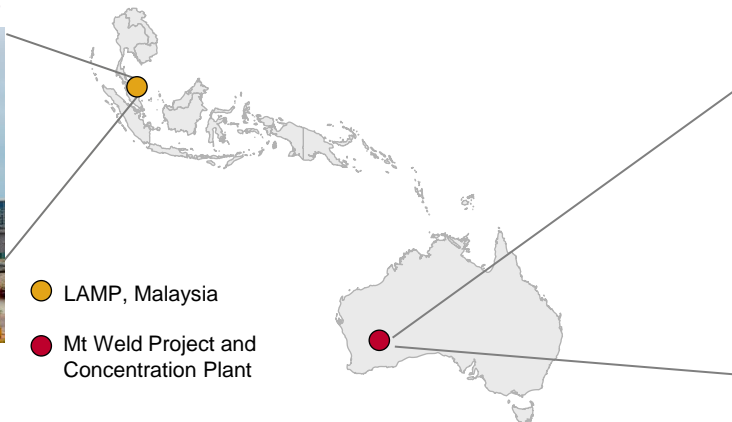 LAMP, Malaysia
Mt Weld Project and
Concentration Plant